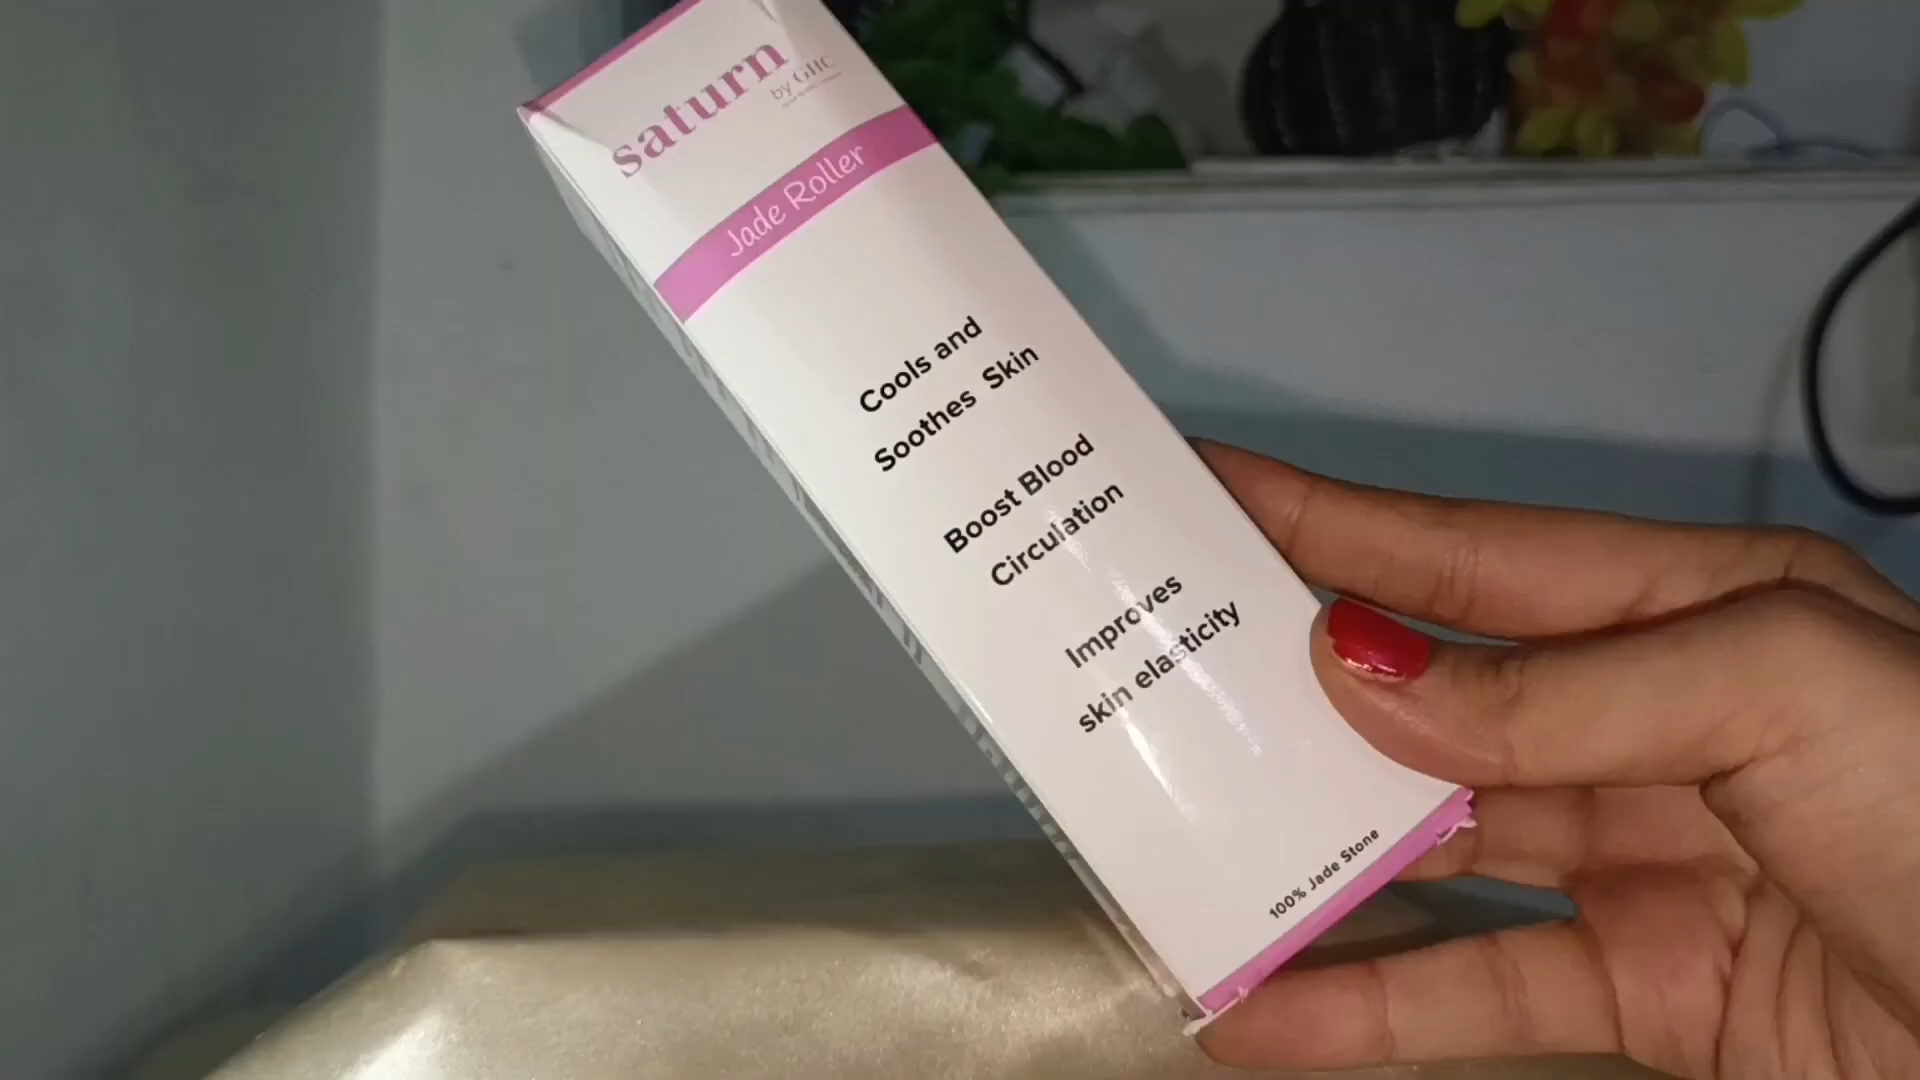 saturn
by GHC
Jade Roller
Cools and
Soothes Skin
Boost Blood
Circulation
Improves
skin elasticity
100% Jade Stone